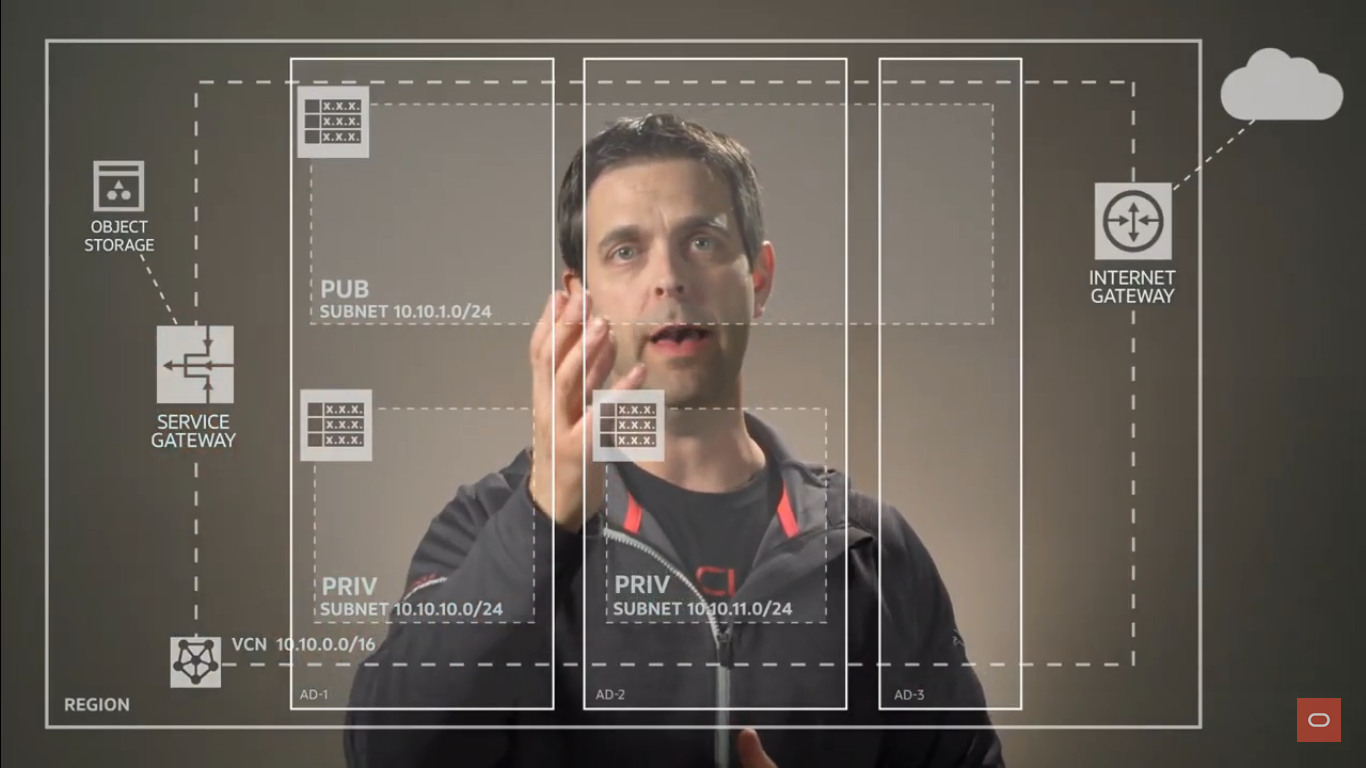 x.x.x.
x.x.x.
x.x.x.
OBJECT
STORAGE
INTERNET
GATEWAY
PUB
SUBNET 10.10.1.0/24
x.x.x.
x.x.x.
x.x.x.
x.x.x.
x.x.x.
x.x.x.
SERVICE
GATEWAY
PRIV
SUBNET 10.10.10.0/24
PRIV
SUBNET 10.10.11.0/24
VCN 10.10.0.0/16
REGION
AD-1
AD-2
AD-3